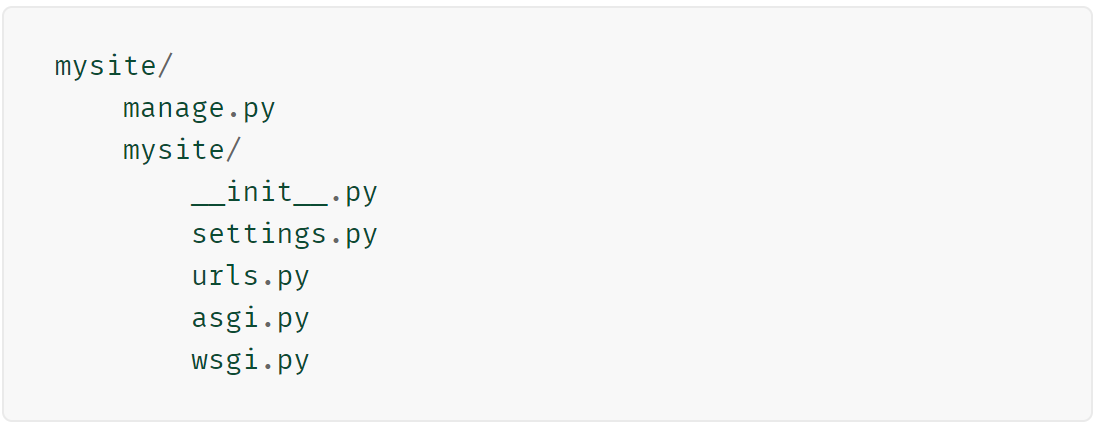 mysite/
    manage.py
    mysite/
        __init__.py
        settings.py
        urls.py
        asgi.py
        wsgi.py